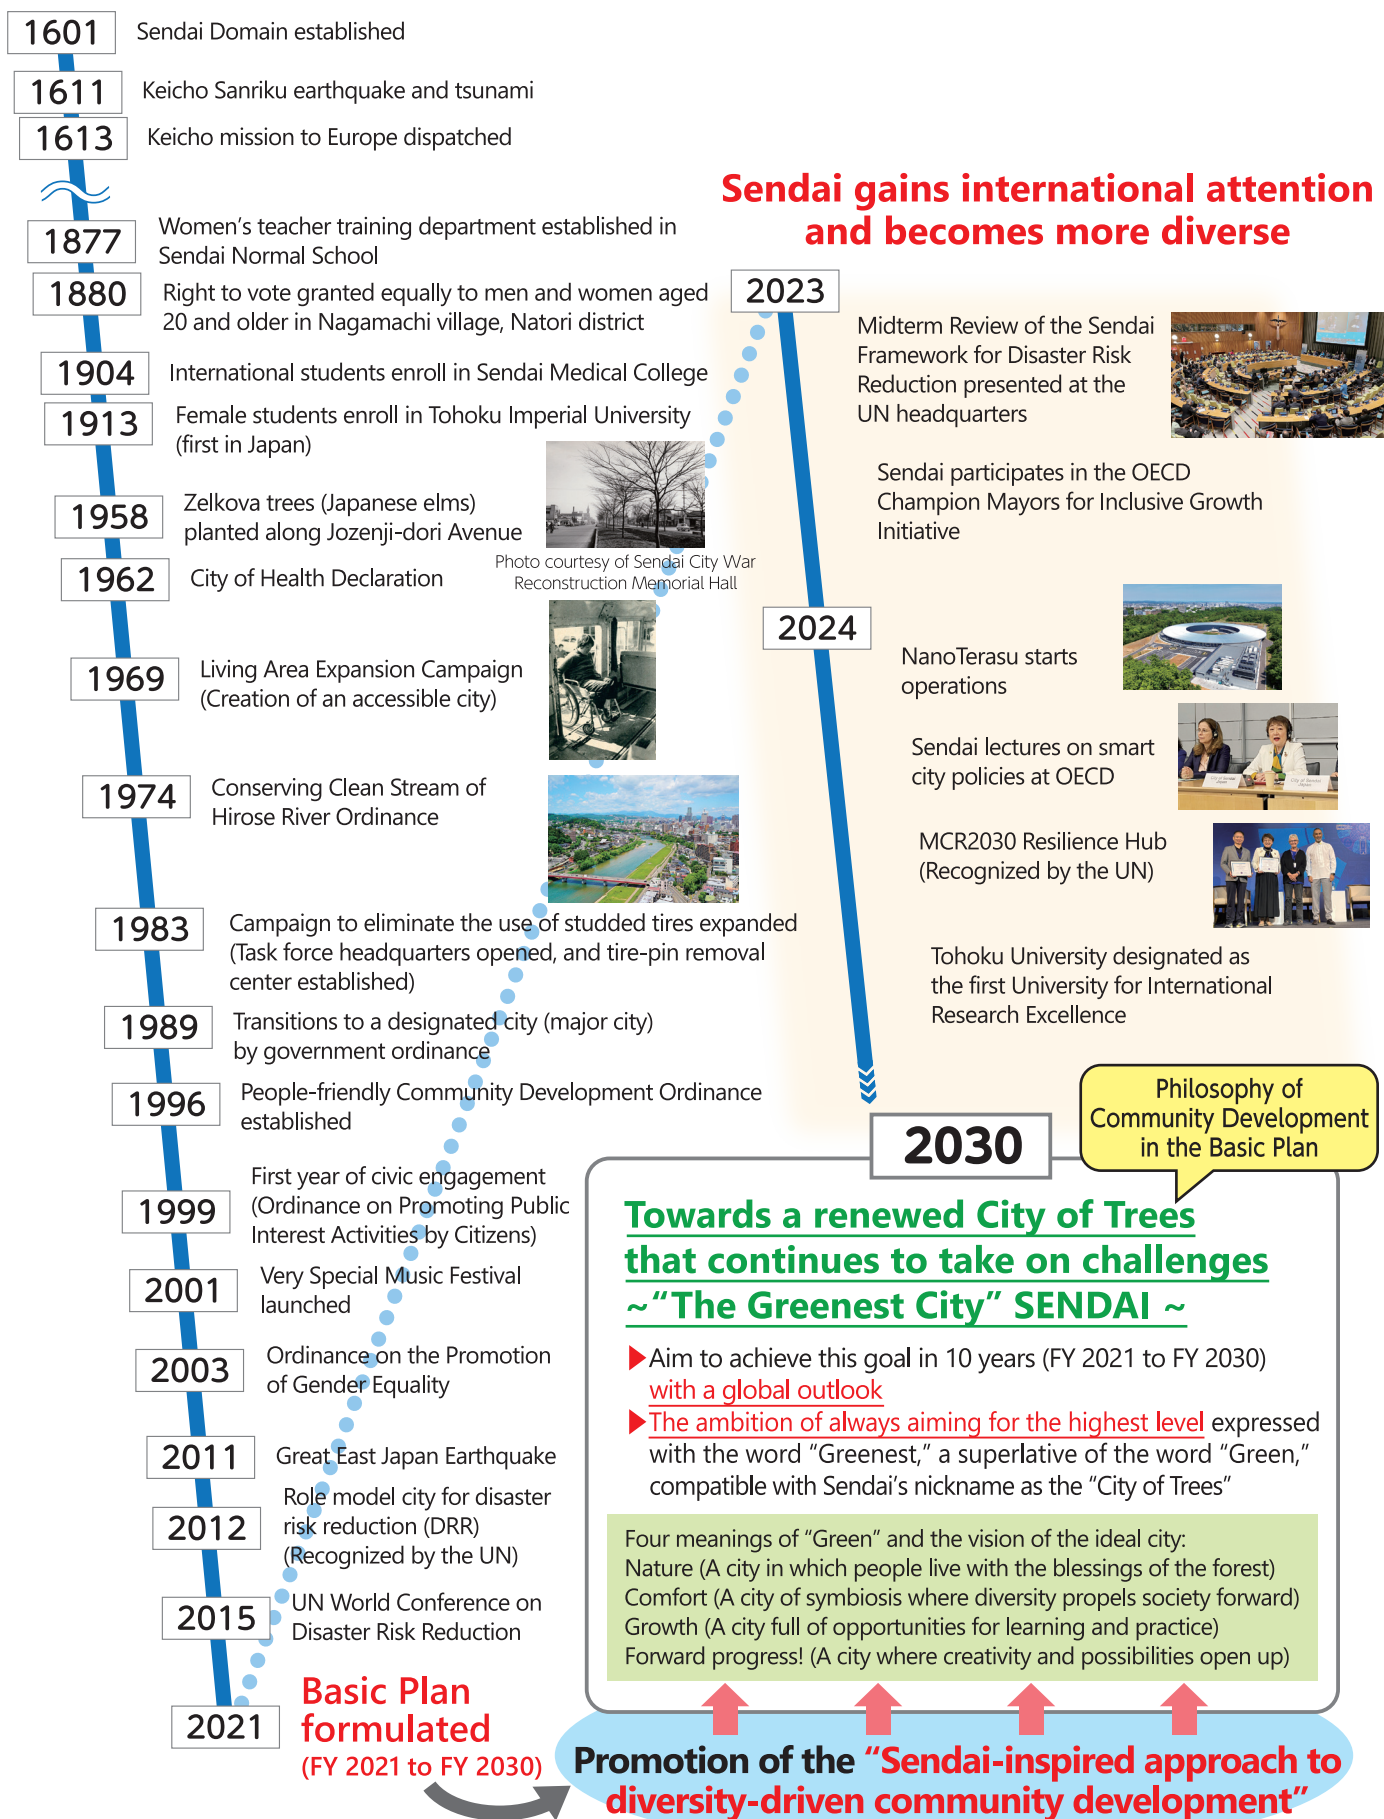 1601
Sendai Domain established
1611
Keicho Sanriku earthquake and tsunami
1613
Keicho mission to Europe dispatched
1877
Women's teacher training department established in
Sendai Normal School
1880
Right to vote granted equally to men and women aged
20 and older in Nagamachi village, Natori district
1904
International students enroll in Sendai Medical College
1913
Female students enroll in Tohoku Imperial University
(first in Japan)
1958
Zelkova trees (Japanese elms)
planted along Jozenji-dori Avenue
Photo courtesy of Sendai City War
Reconstruction Memorial Hall
1962
City of Health Declaration
1969
Living Area Expansion Campaign
(Creation of an accessible city)
1974
Conserving Clean Stream of
Hirose River Ordinance
1983
Campaign to eliminate the use of studded tires expanded
(Task force headquarters opened, and tire-pin removal
center established)
1989
Transitions to a designated city (major city)
by government ordinance
1996
People-friendly Community Development Ordinance
established
1999
First year of civic engagement
(Ordinance on Promoting Public
Interest Activities by Citizens)
2001
Very Special Music Festival
launched
2003
Ordinance on the Promotion
of Gender Equality
2011
Great East Japan Earthquake
2012
Role model city for disaster
risk reduction (DRR)
(Recognized by the UN)
2015
UN World Conference on
Disaster Risk Reduction
2021
Basic Plan
formulated
(FY 2021 to FY 2030)
Sendai gains international attention
and becomes more diverse
2023
Midterm Review of the Sendai
Framework for Disaster Risk
Reduction presented at the
UN headquarters
Sendai participates in the OECD
Champion Mayors for Inclusive Growth
Initiative
2024
NanoTerasu starts
operations
Sendai lectures on smart
city policies at OECD
MCR2030 Resilience Hub
(Recognized by the UN)
Tohoku University designated as
the first University for International
Research Excellence
Philosophy of
Community Development
in the Basic Plan
2030
Towards a renewed City of Trees
that continues to take on challenges
~“The Greenest City” SENDAI ~
▶Aim to achieve this goal in 10 years (FY 2021 to FY 2030)
with a global outlook
▶The ambition of always aiming for the highest level expressed
with the word “Greenest,” a superlative of the word “Green,”
compatible with Sendai's nickname as the “City of Trees”
Four meanings of “Green” and the vision of the ideal city:
Nature (A city in which people live with the blessings of the forest)
Comfort (A city of symbiosis where diversity propels society forward)
Growth (A city full of opportunities for learning and practice)
Forward progress! (A city where creativity and possibilities open up)
Promotion of the “Sendai-inspired approach to
diversity-driven community development”